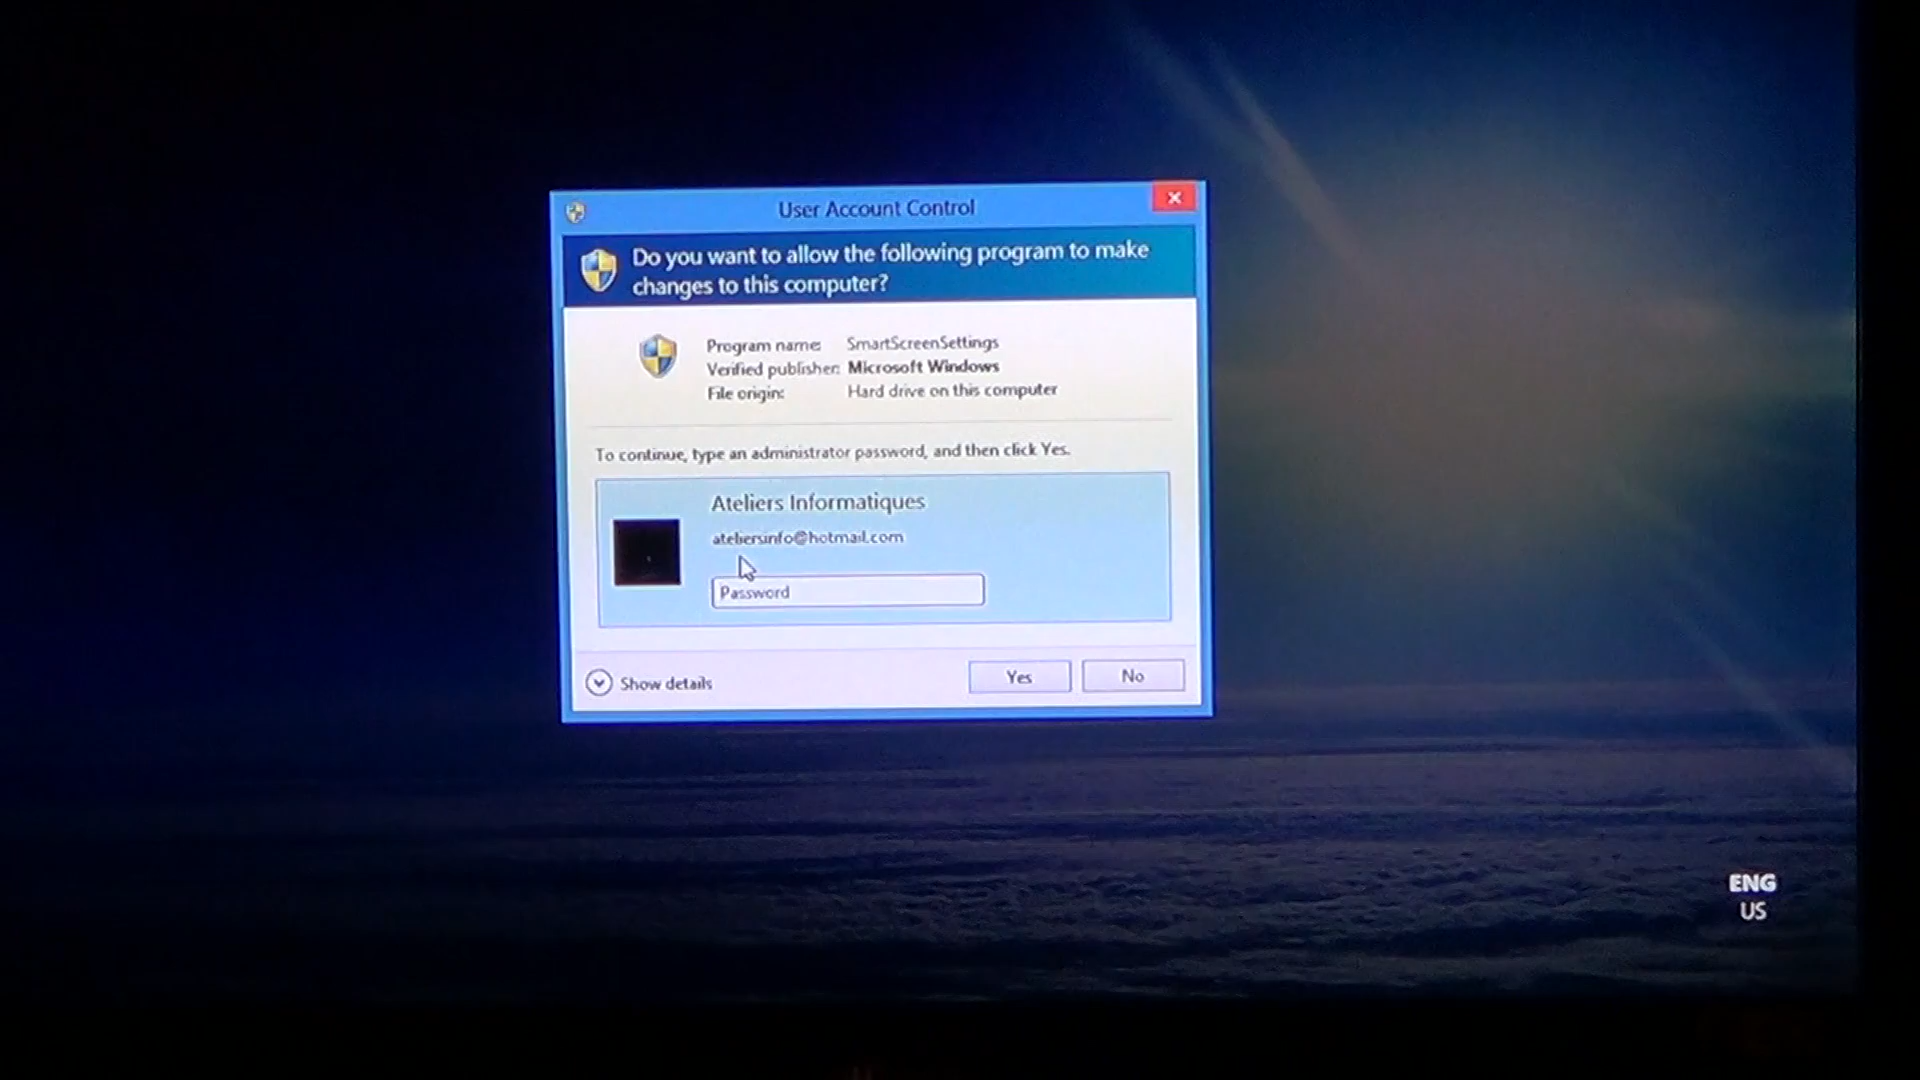 User Account Control
Do you want to allow the following program to make
changes to this computer?
Program name: SmartScreenSettings
Verified publisher: Microsoft Windows
File origin: Hard drive on this computer
To continue, type an administrator password, and then click Yes.
Ateliers Informatiques
ateliersinfo@hotmail.com
Password
Show details
Yes
No
ENG
US